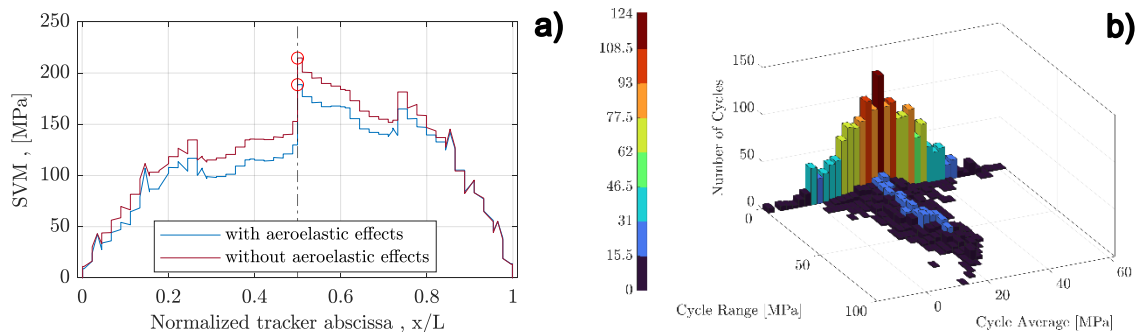 a)
250
200
150
100
50
0
SVM , [MPa]
with aeroelastic effects
without aeroelastic effects
0 0.2 0.4 0.6 0.8 1
Normalized tracker abscissa , x/L
124
108.5
93
77.5
62
46.5
31
15.5
0
b)
150
100
50
0
Number of Cycles
0
50
100
Cycle Range [MPa]
0
20
40
60
Cycle Average [MPa]